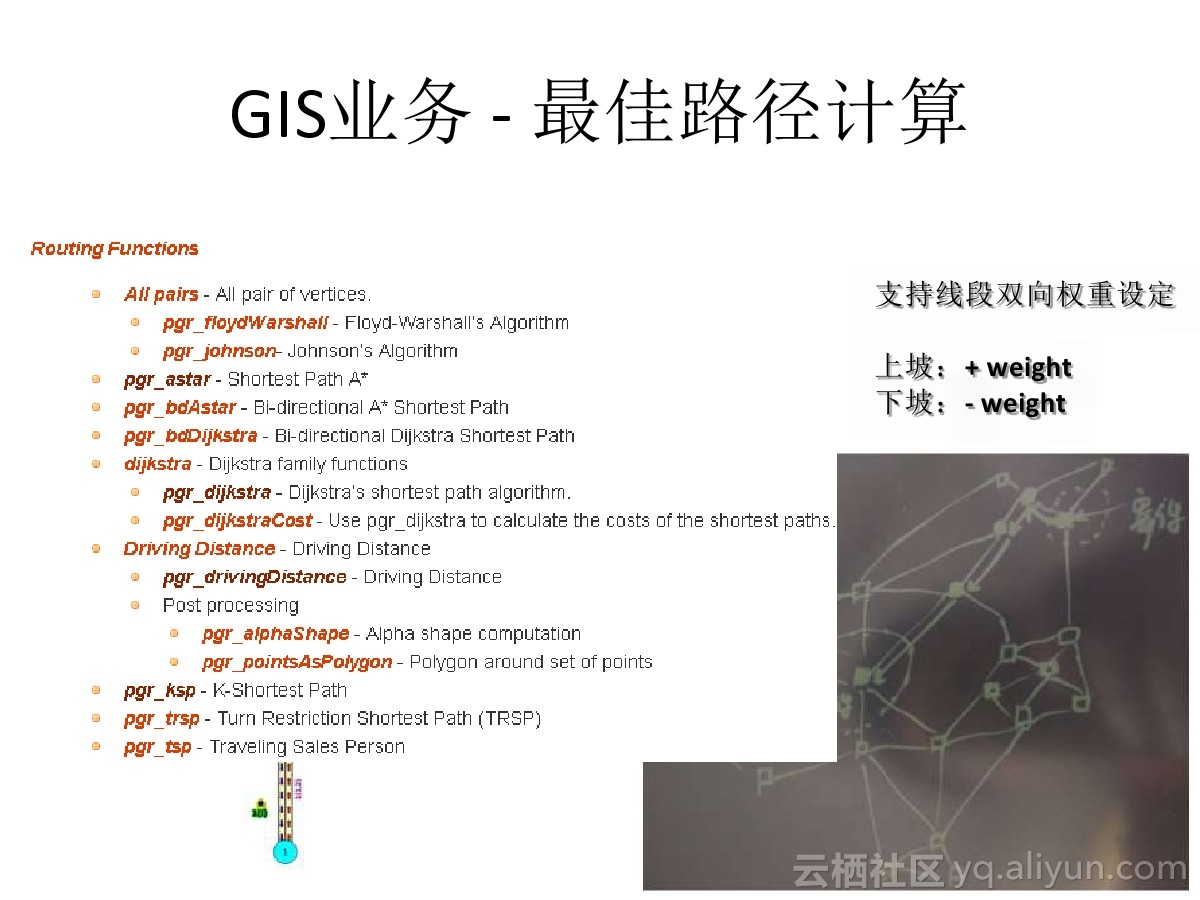 GIS业务 - 最佳路径计算
Routing Functions
All pairs - All pair of vertices.
pgr_floydWarshall - Floyd-Warshall's Algorithm
pgr_johnson- Johnson's Algorithm
pgr_astar - Shortest Path A*
pgr_bdAstar - Bi-directional A* Shortest Path
pgr_bdDijkstra - Bi-directional Dijkstra Shortest Path
dijkstra - Dijkstra family functions
pgr_dijkstra - Dijkstra's shortest path algorithm.
pgr_dijkstraCost - Use pgr_dijkstra to calculate the costs of the shortest paths.
Driving Distance - Driving Distance
pgr_drivingDistance - Driving Distance
Post processing
pgr_alphaShape - Alpha shape computation
pgr_pointsAsPolygon - Polygon around set of points
pgr_ksp - K-Shortest Path
pgr_trsp - Turn Restriction Shortest Path (TRSP)
pgr_tsp - Traveling Sales Person
支持线段双向权重设定
上坡：+ weight
下坡：- weight
1
云栖社区 yq.aliyun.com